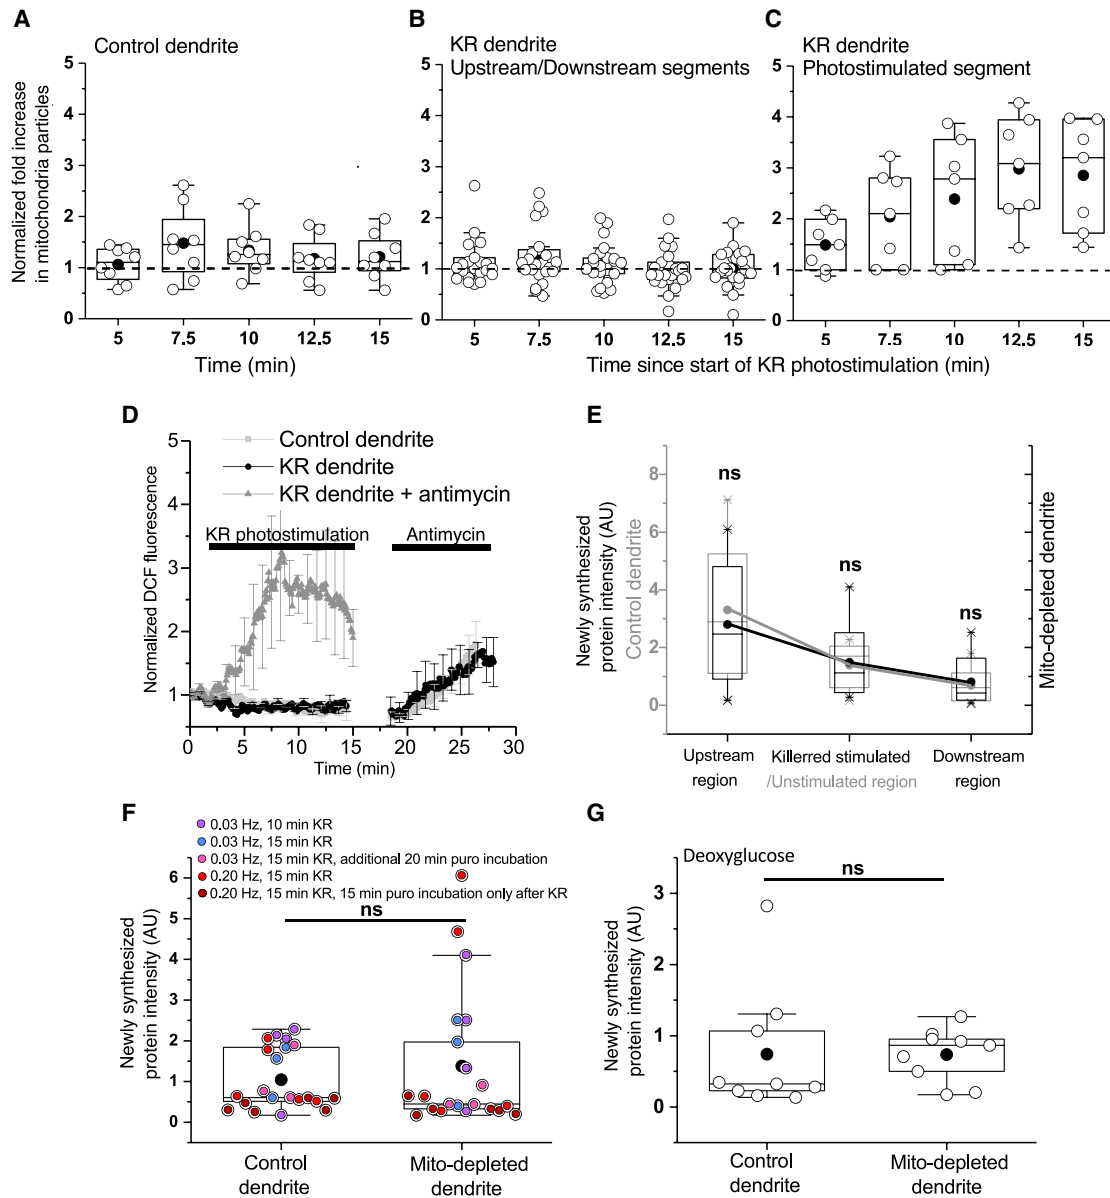 A
Control dendrite
Normalized fold increase
in mitochondria particles
5
4
3
2
1
0
5 7.5 10 12.5 15
Time (min)
B
KR dendrite
Upstream/Downstream segments
5
4
3
2
1
0
5 7.5 10 12.5 15
C
KR dendrite
Photostimulated segment
5
4
3
2
1
0
5 7.5 10 12.5 15
Time since start of KR photostimulation (min)
D
Control dendrite
KR dendrite
KR dendrite + antimycin
KR photostimulation
Antimycin
Normalized DCF fluorescence
5
4
3
2
1
0 5 10 15 20 25 30
Time (min)
E
Newly synthesized
protein intensity (AU)
Control dendrite
Mito-depleted dendrite
8
6
4
2
0
ns
ns
ns
Upstream
region
Killerred stimulated
/Unstimulated region
Downstream
region
F
0.03 Hz, 10 min KR
0.03 Hz, 15 min KR
0.03 Hz, 15 min KR, additional 20 min puro incubation
0.20 Hz, 15 min KR
0.20 Hz, 15 min KR, 15 min puro incubation only after KR
ns
Newly synthesized
protein intensity (AU)
6
5
4
3
2
1
0
Control
dendrite
Mito-depleted
dendrite
G
Deoxyglucose
ns
Newly synthesized
protein intensity (AU)
3
2
1
0
Control
dendrite
Mito-depleted
dendrite